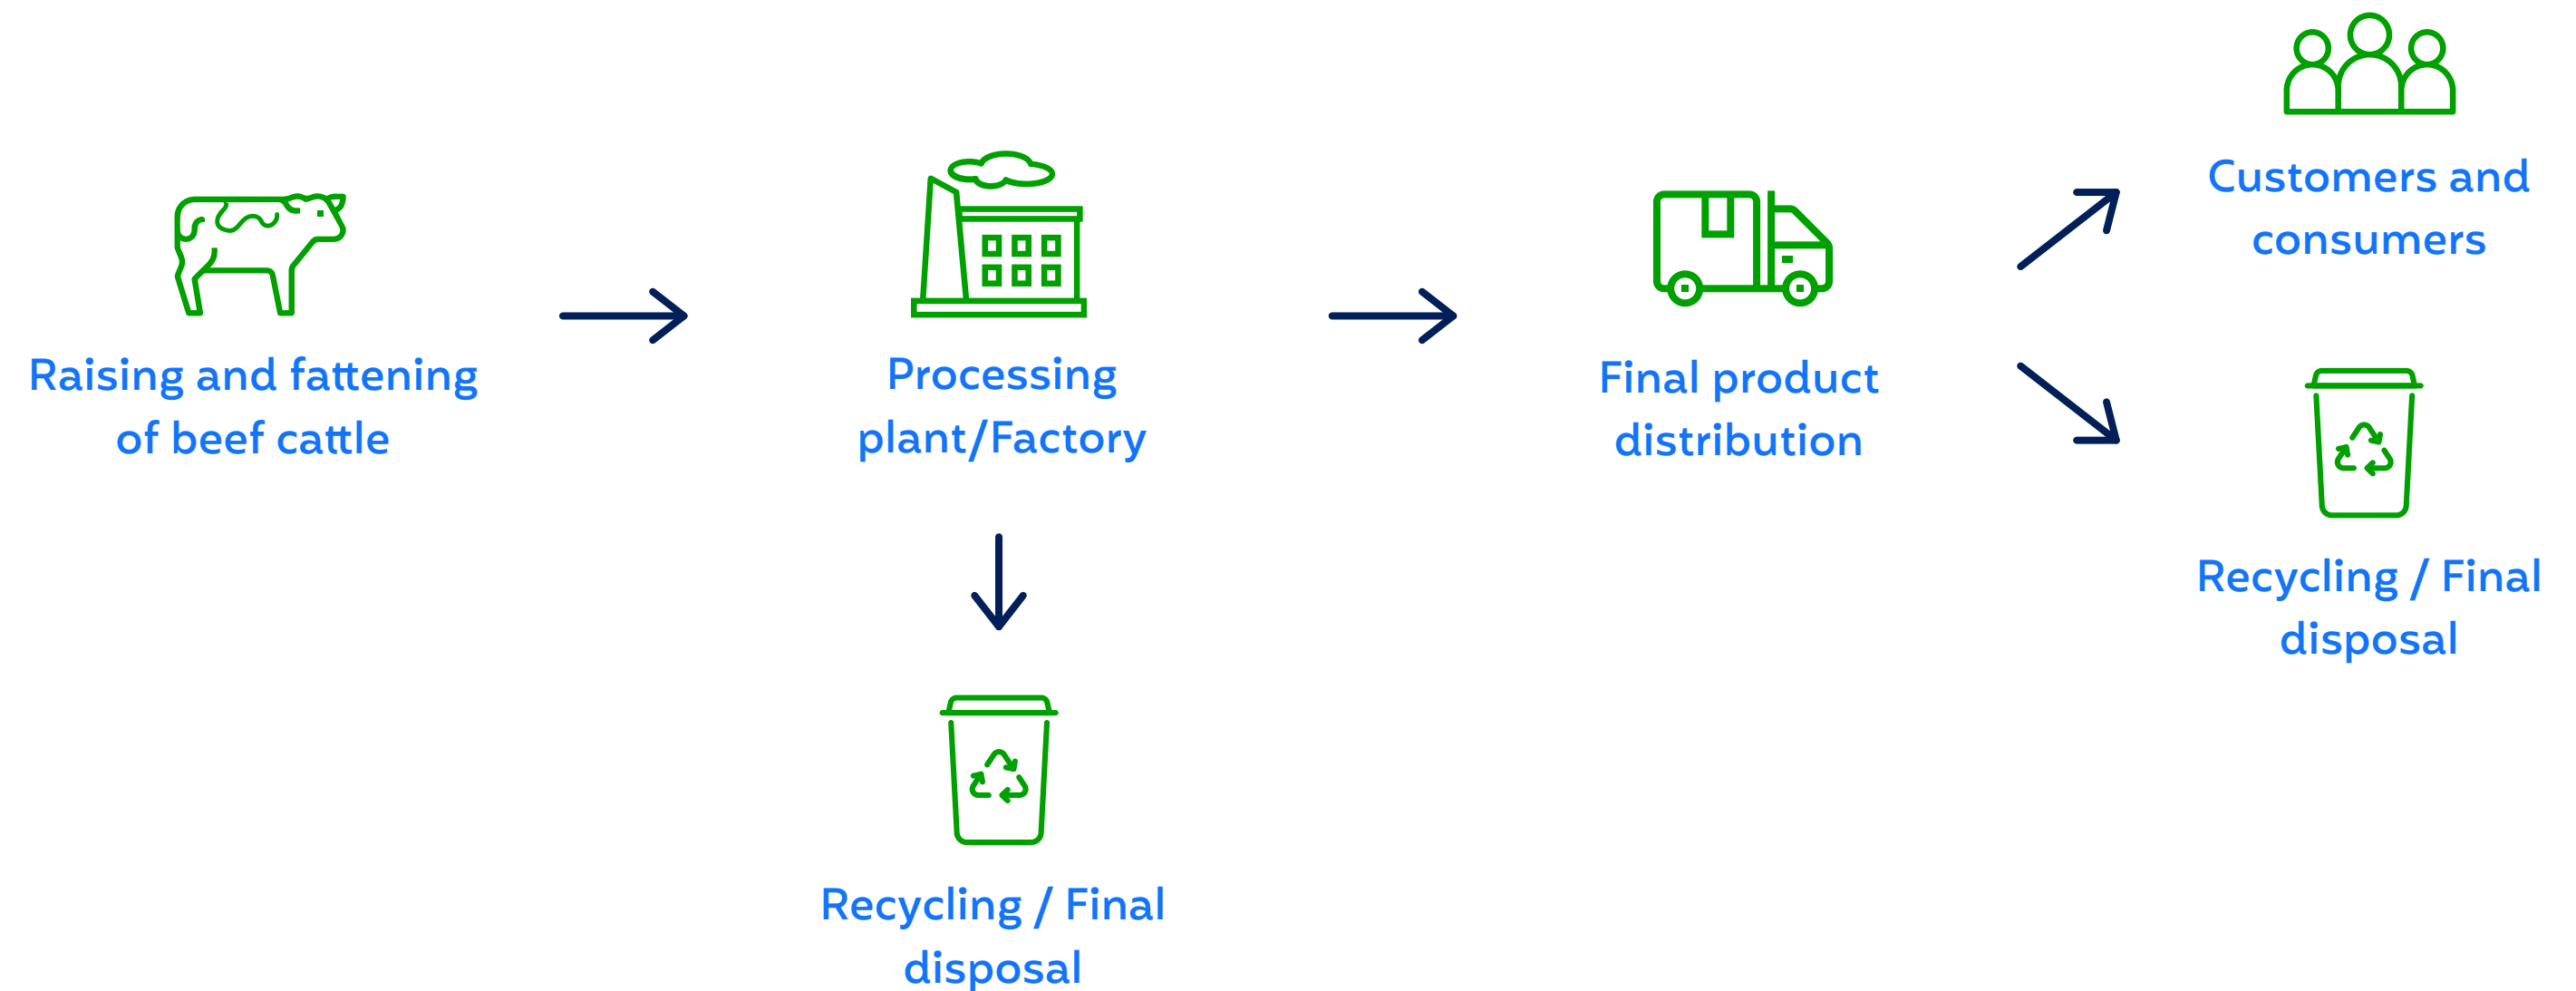 Raising and fattening
of beef cattle
Processing
plant/Factory
Recycling / Final
disposal
Final product
distribution
Customers and
consumers
Recycling / Final
disposal